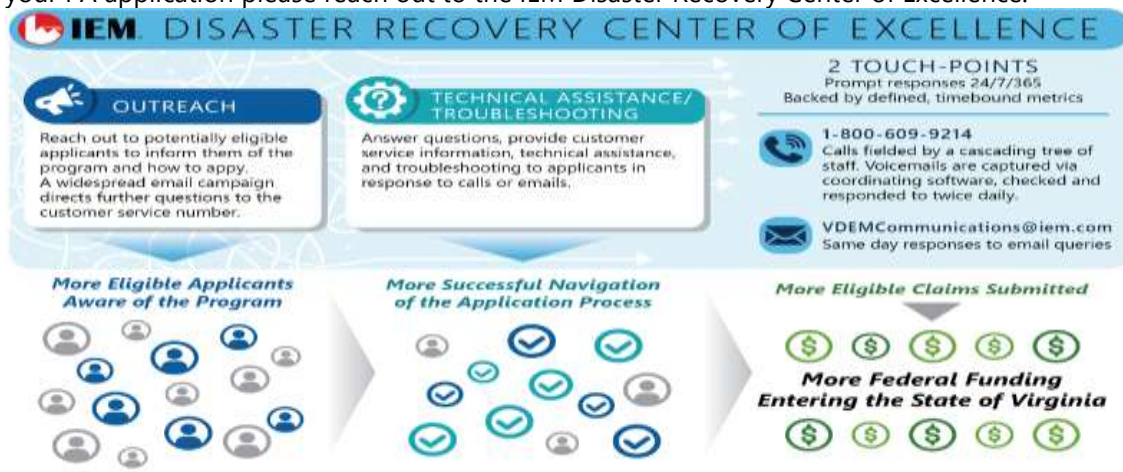 your PA application please reach out to the IEM Disaster Recovery Center of Excellence.
IEM. DISASTER RECOVERY CENTER OF EXCELLENCE
OUTREACH
Reach out to potentially eligible
applicants to inform them of the
program and how to appy.
A widespread email campaign
directs further questions to the
customer service number.
TECHNICAL ASSISTANCE/
TROUBLESHOOTING
Answer questions, provide customer
service information, technical assistance,
and troubleshooting to applicants in
response to calls or emails.
2 TOUCH-POINTS
Prompt responses 24/7/365
Backed by defined, timebound metrics
1-800-609-9214
Calls fielded by a cascading tree of
staff. Voicemails are captured via
coordinating software, checked and
responded to twice daily.
VDEMCommunications@iem.com
Same day responses to email queries
More Eligible Applicants
Aware of the Program
More Successful Navigation
of the Application Process
More Eligible Claims Submitted
More Federal Funding
Entering the State of Virginia